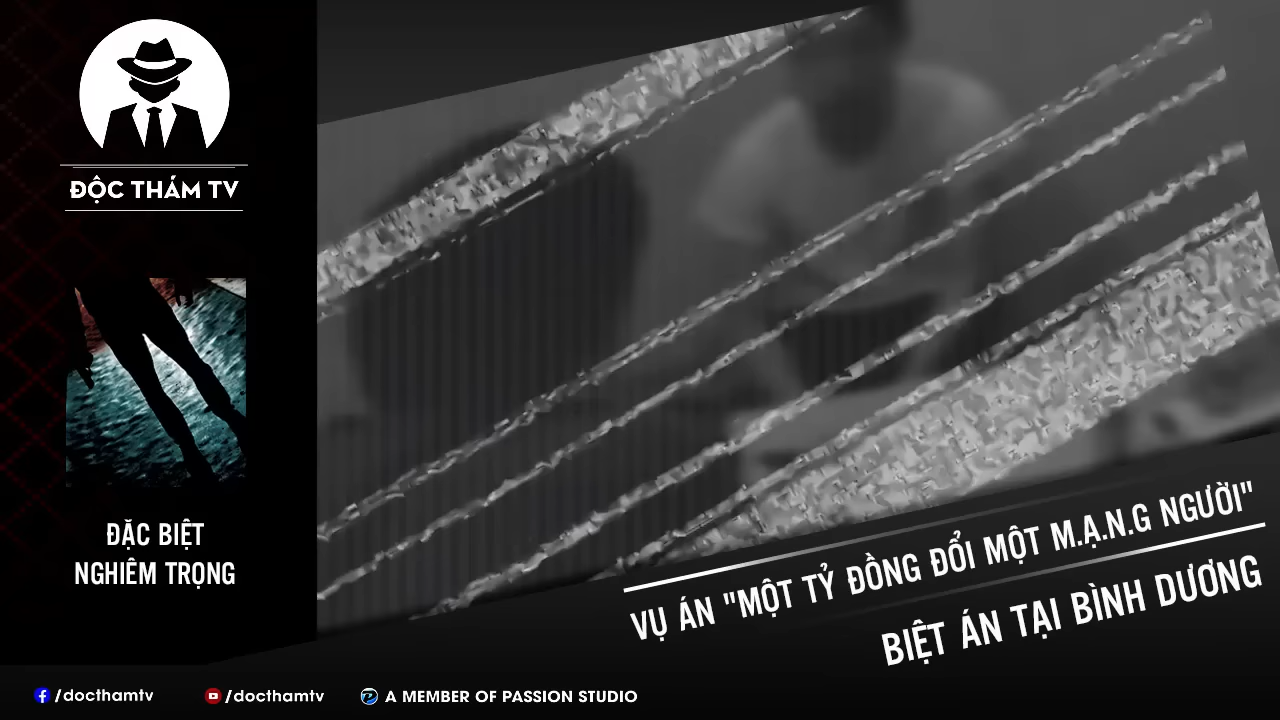 ĐỘC THÁM TV
ĐẶC BIỆT
NGHIÊM TRỌNG
VỤ ÁN "MỘT TỶ ĐỒNG ĐỔI MỘT M.Ạ.N.G NGƯỜI"
BIỆT ÁN TẠI BÌNH DƯƠNG
/docthamtv
/docthamtv
A MEMBER OF PASSION STUDIO